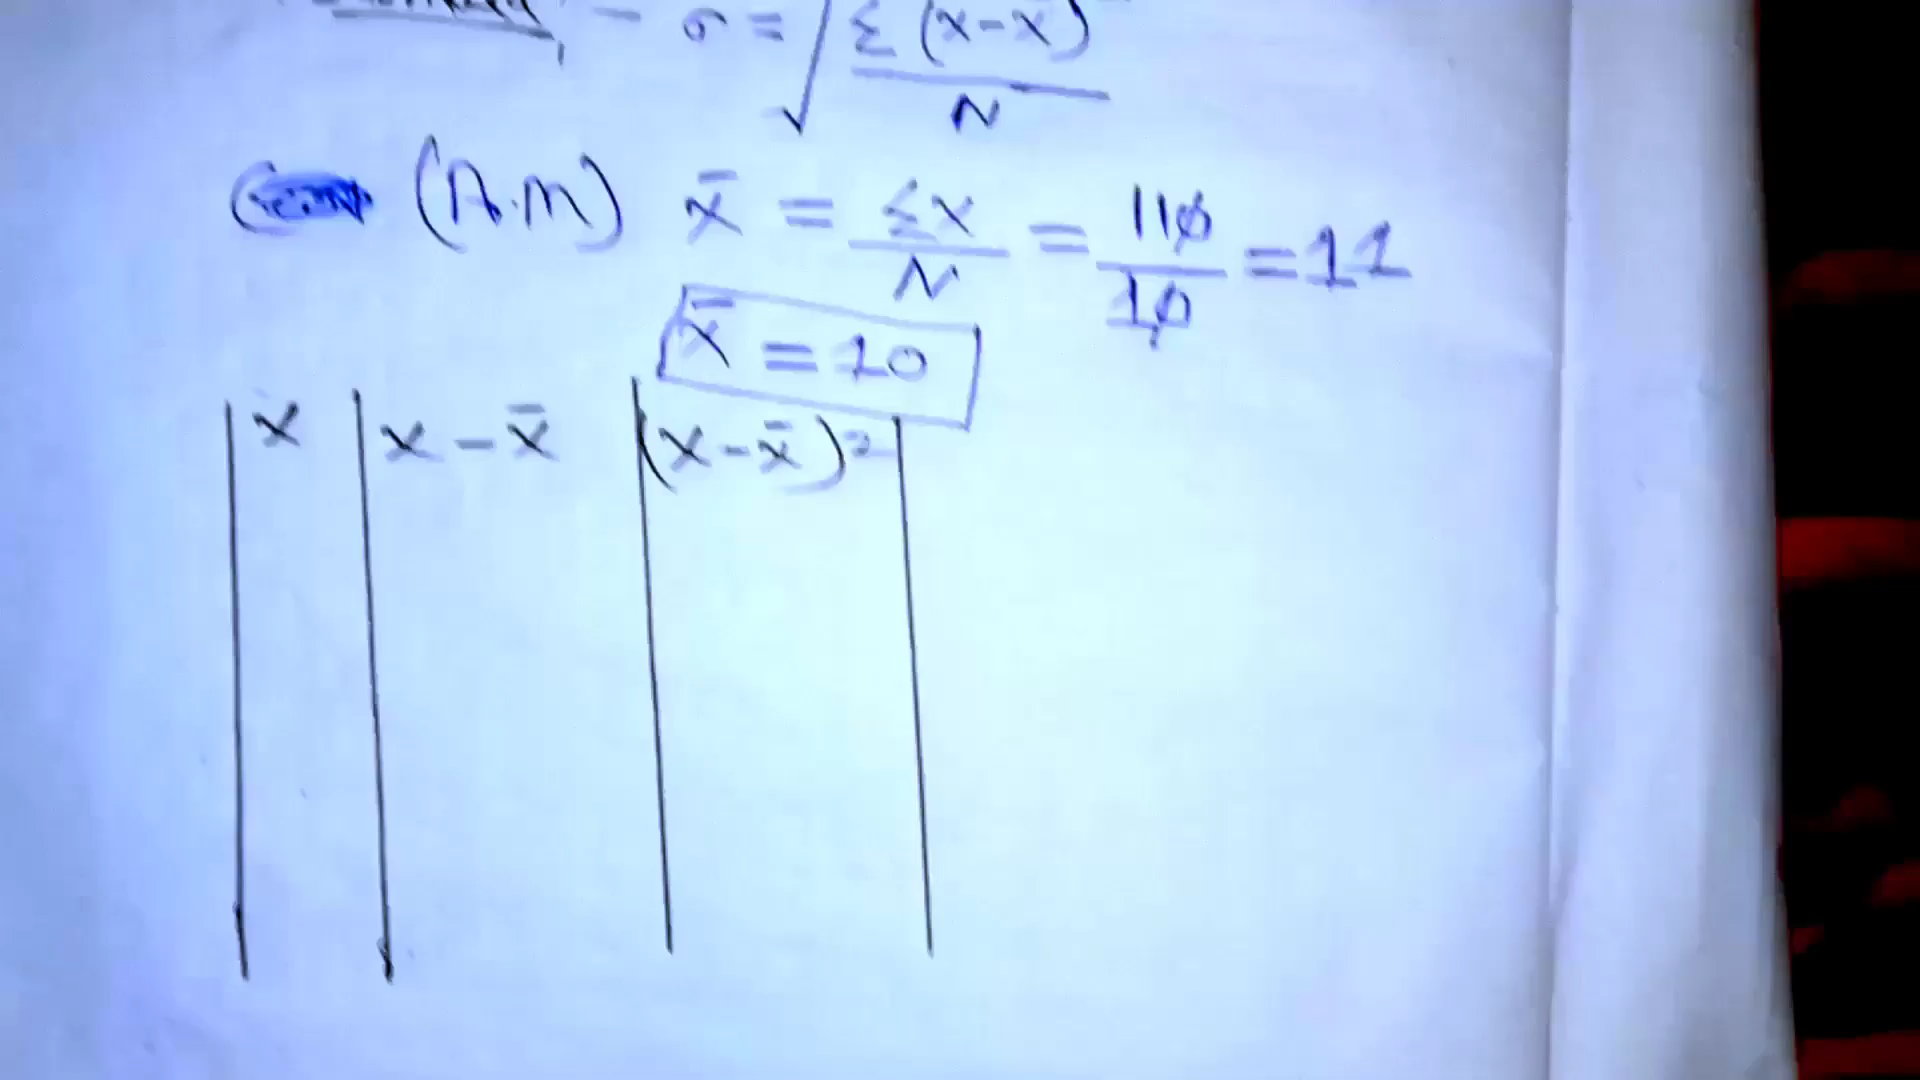 - σ = √ Σ(x-x̄) / N
(A.M) x̄ = Σx / N = 110 / 10 = 11
x̄ = 10
x | x - x̄ | (x-x̄)²